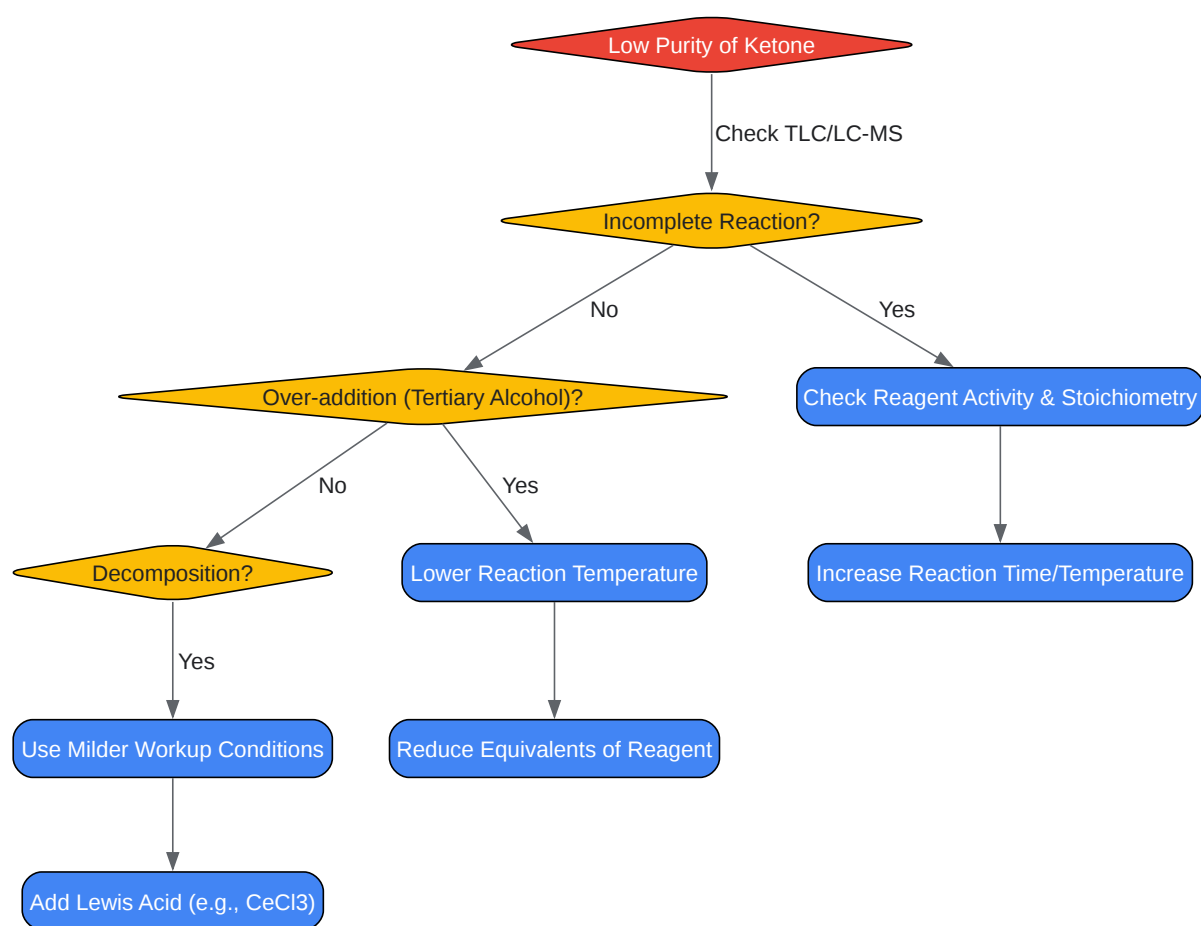 Low Purity of Ketone
Check TLC/LC-MS
Incomplete Reaction?
No
Yes
Over-addition (Tertiary Alcohol)?
Check Reagent Activity & Stoichiometry
No
Yes
Decomposition?
Lower Reaction Temperature
Increase Reaction Time/Temperature
Yes
Use Milder Workup Conditions
Reduce Equivalents of Reagent
Add Lewis Acid (e.g., CeCl3)